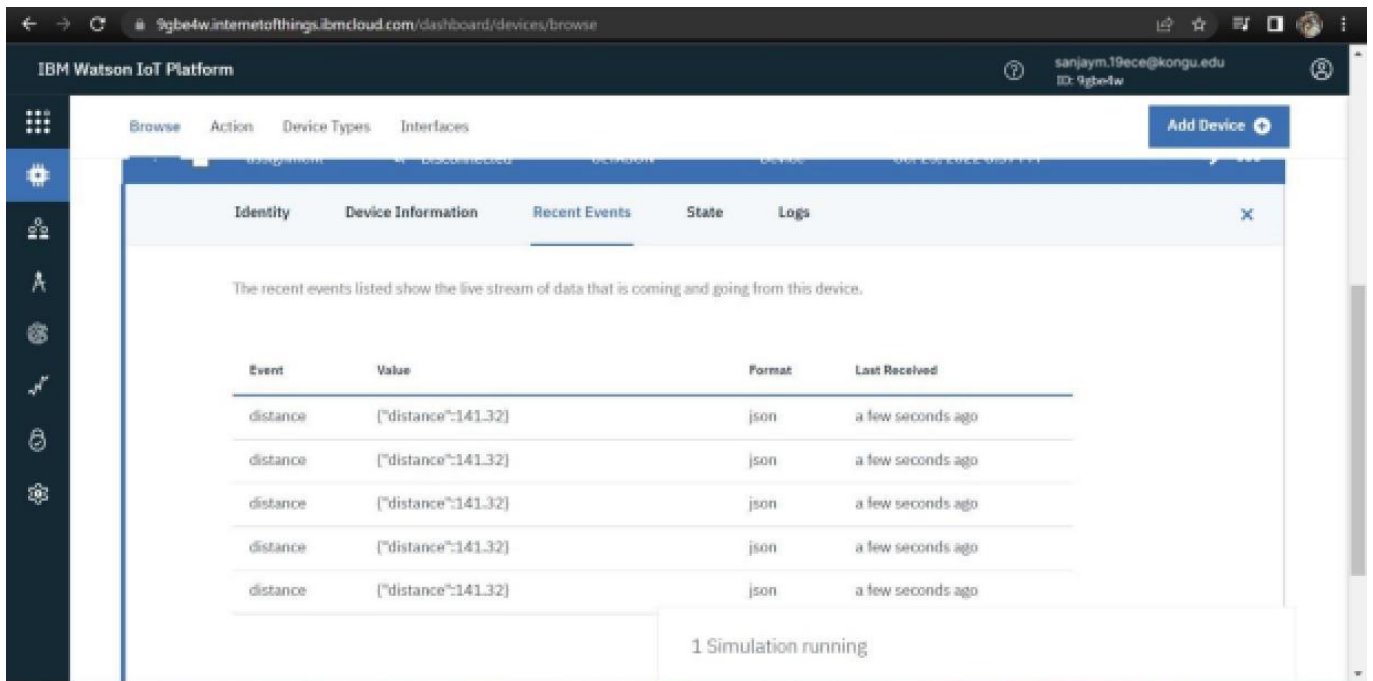 9gbe4w.internetofthings.ibmcloud.com/dashboard/devices/browse
IBM Watson IoT Platform
sanjaym.19ece@kongu.edu
ID: 9gbe4w
Browse Action Device Types Interfaces
Add Device
assignment Disconnected Device
Identity Device Information Recent Events State Logs
The recent events listed show the live stream of data that is coming and going from this device.
Event Value Format Last Received
distance {"distance":141.32} json a few seconds ago
distance {"distance":141.32} json a few seconds ago
distance {"distance":141.32} json a few seconds ago
distance {"distance":141.32} json a few seconds ago
distance {"distance":141.32} json a few seconds ago
1 Simulation running